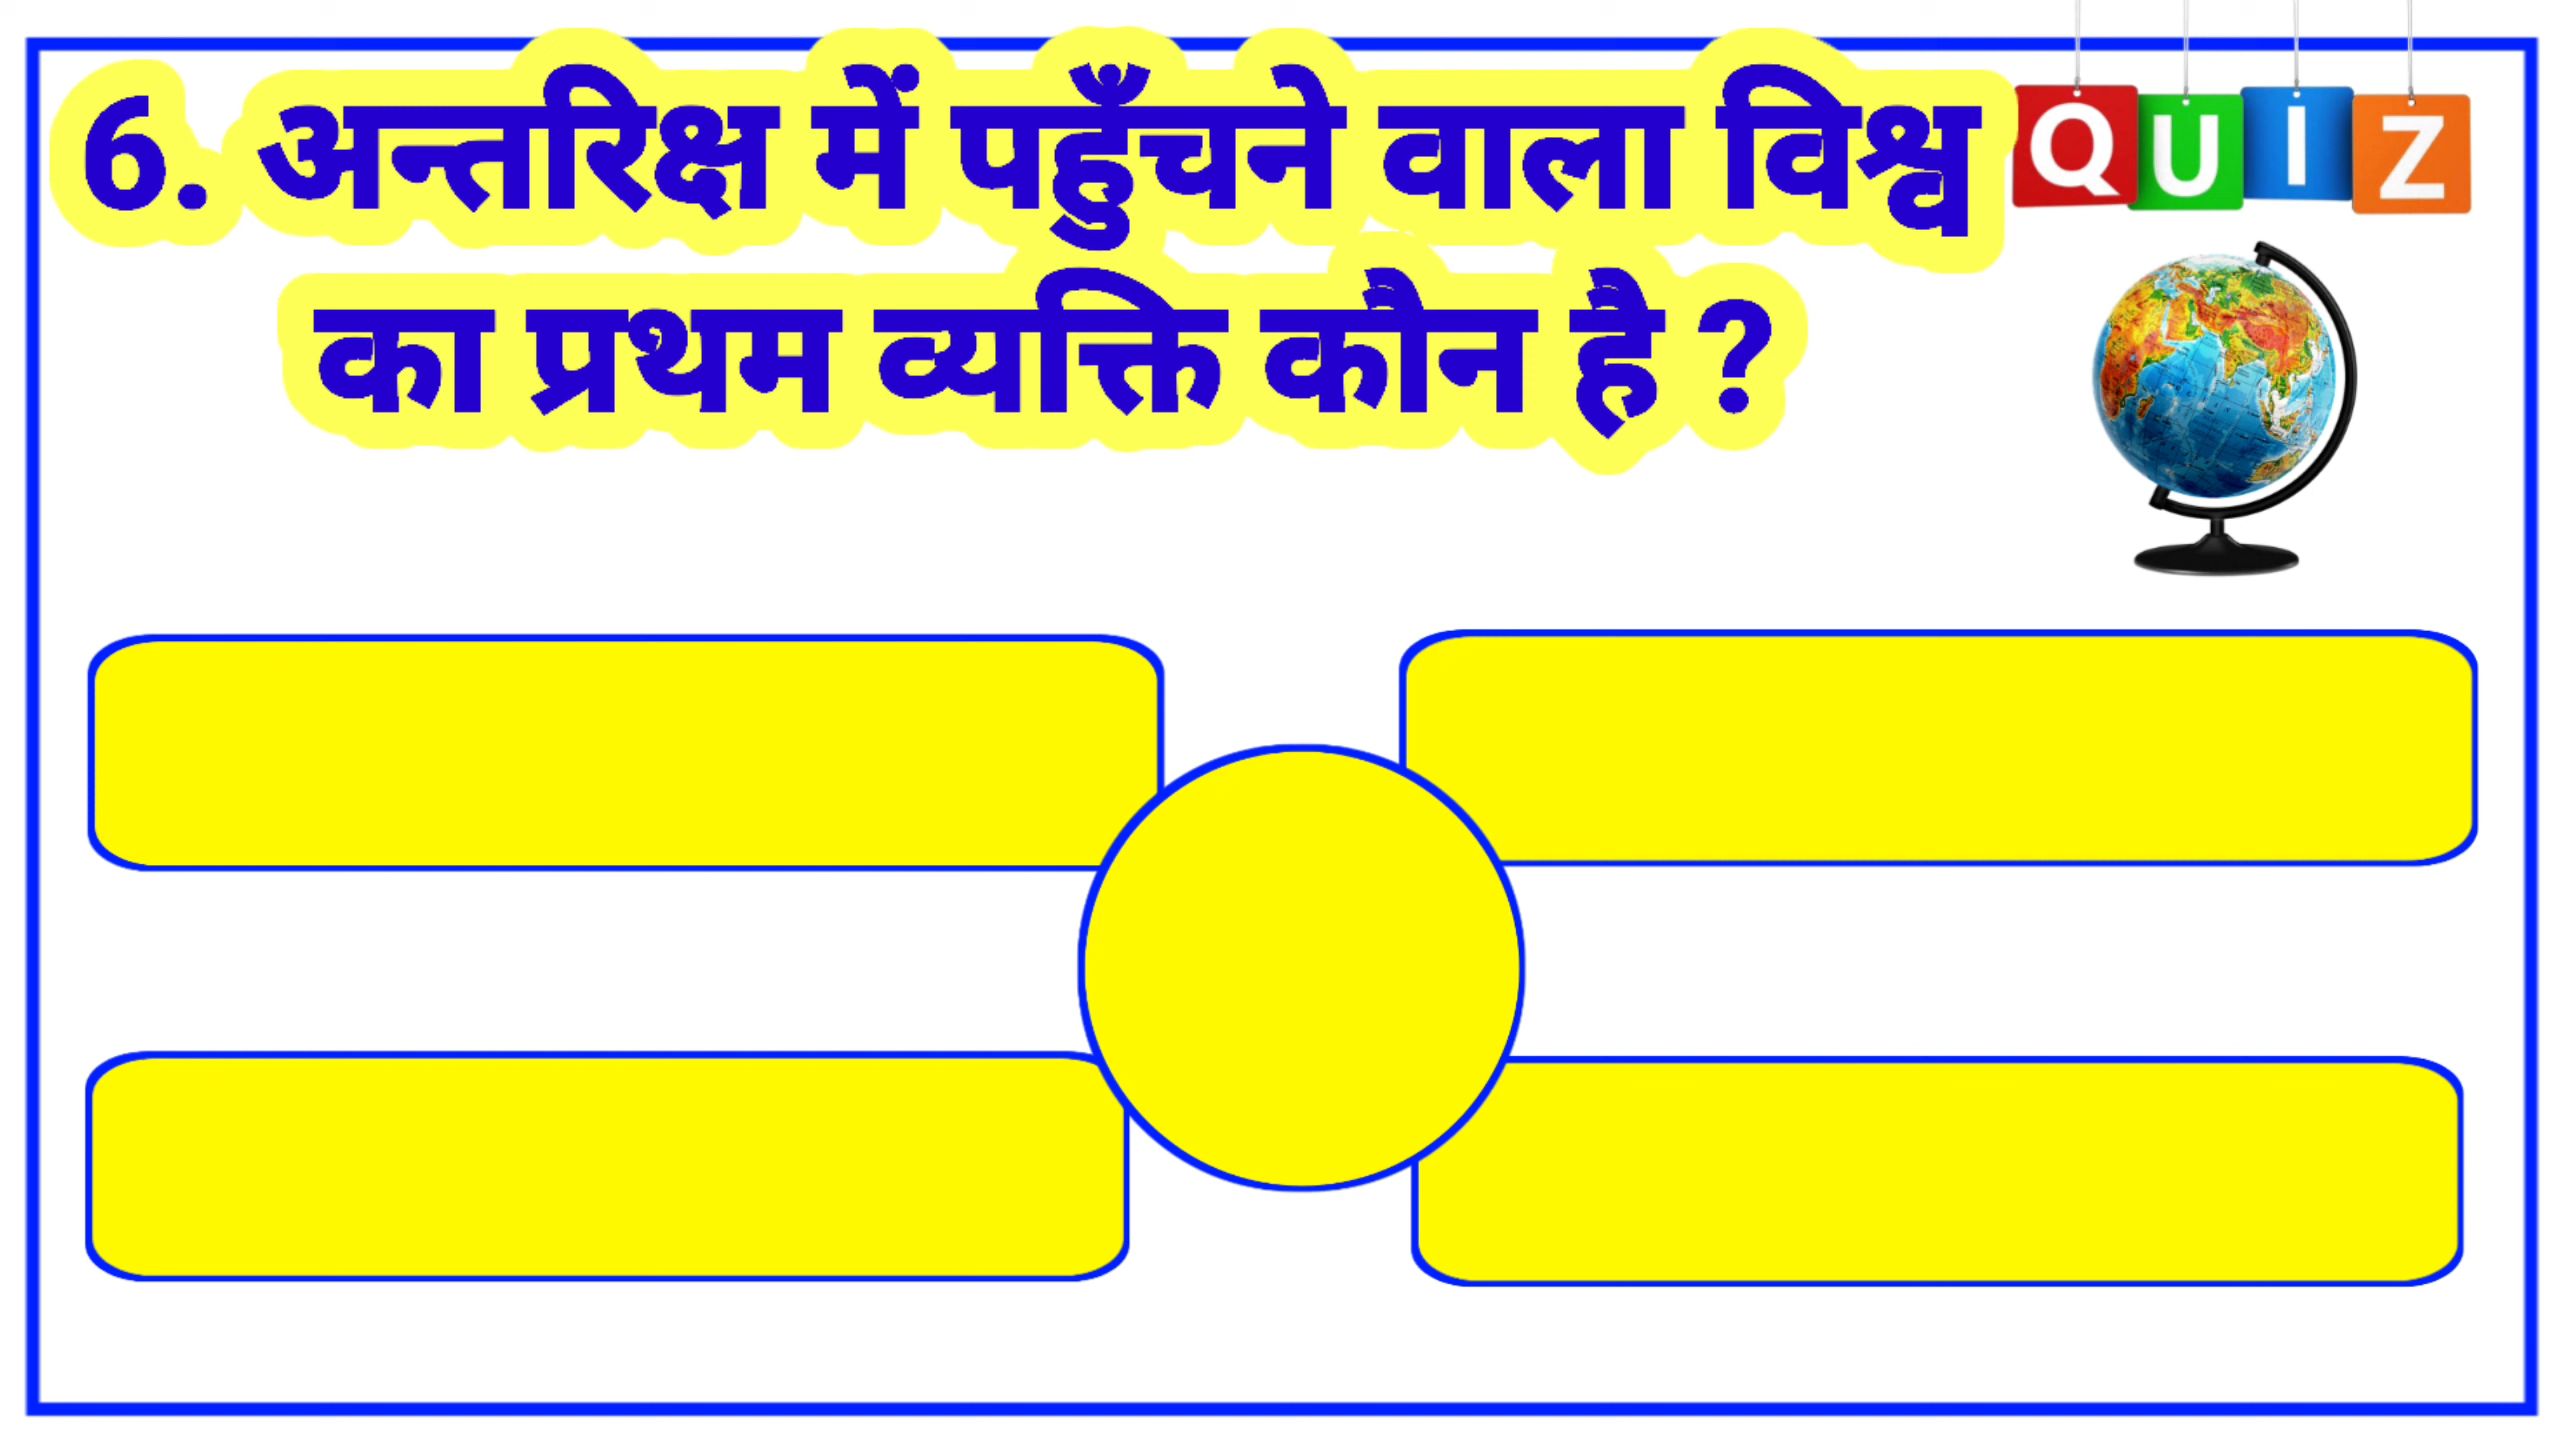 6. अन्तरिक्ष में पहुँचने वाला विश्व
का प्रथम व्यक्ति कौन है ?
QUIZ